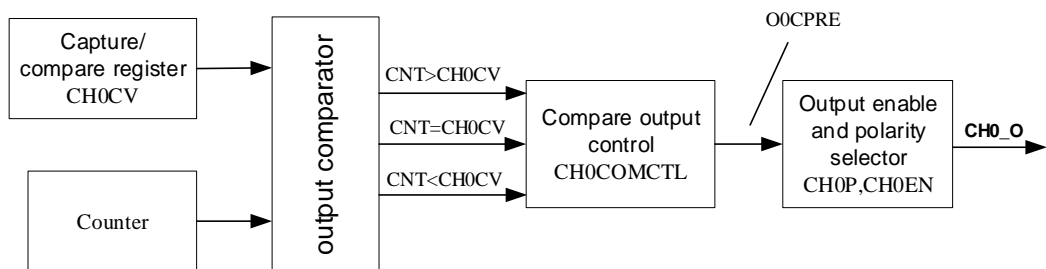 Capture/
compare register
CH0CV
Counter
output comparator
CNT>CH0CV
CNT=CH0CV
CNT<CH0CV
Compare output
control
CH0COMCTL
O0CPRE
Output enable
and polarity
selector
CH0P,CH0EN
CH0_O